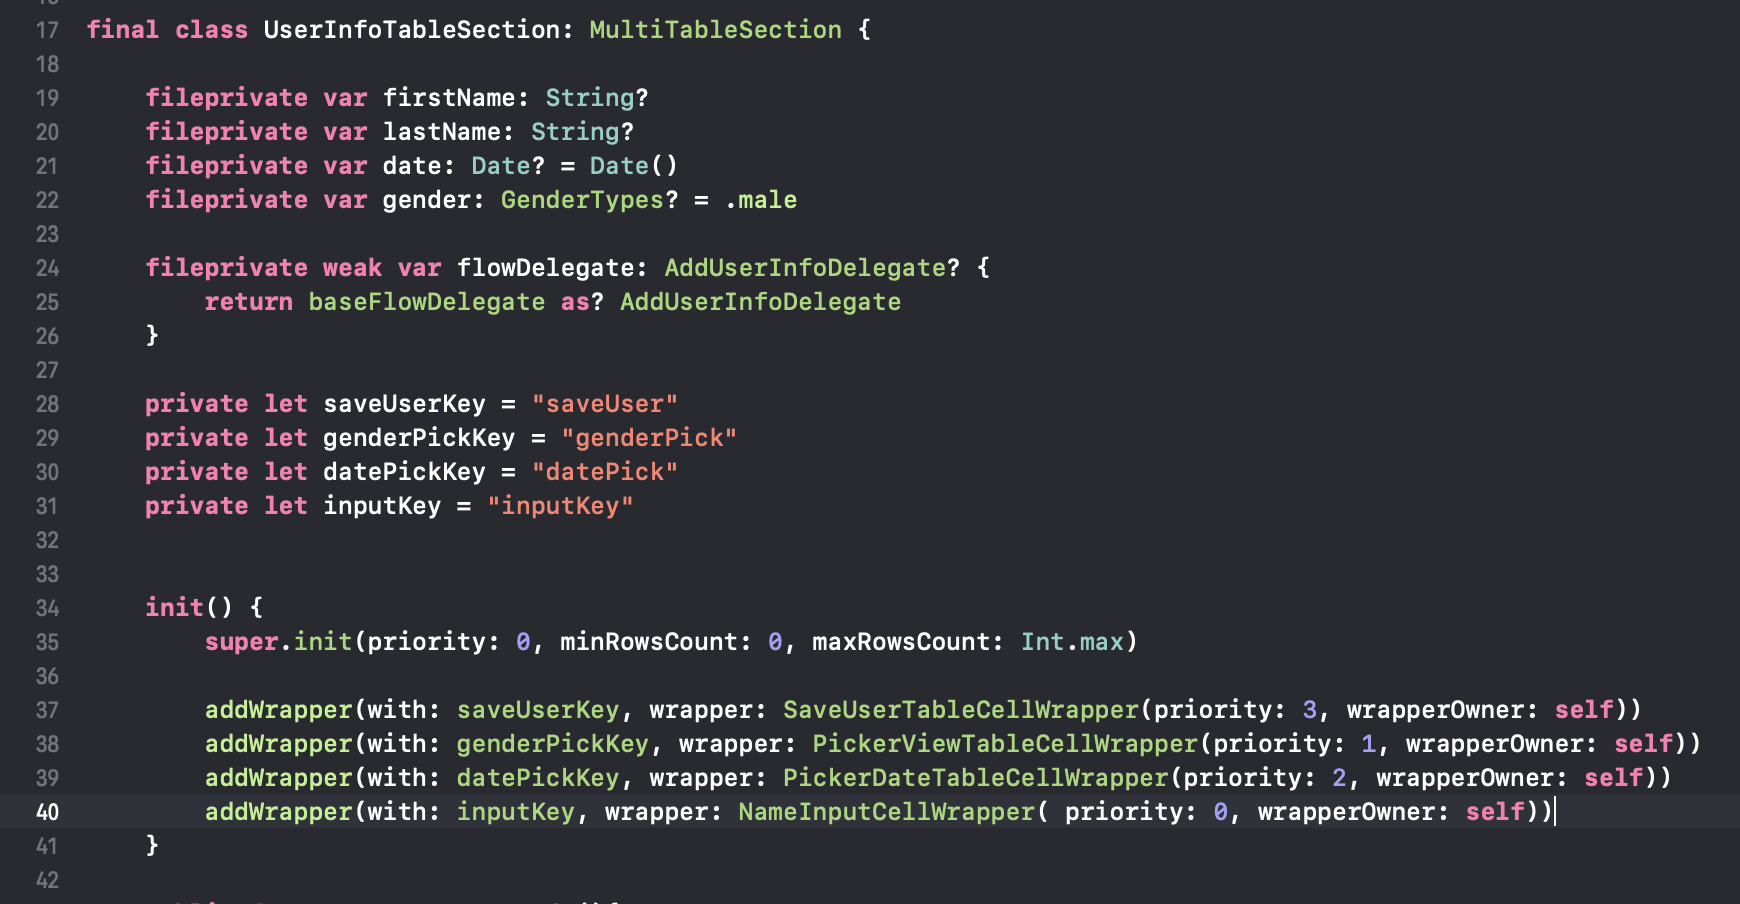 17 final class UserInfoTableSection: MultiTableSection {
18
19 fileprivate var firstName: String?
20 fileprivate var lastName: String?
21 fileprivate var date: Date? = Date()
22 fileprivate var gender: GenderTypes? = .male
23
24 fileprivate weak var flowDelegate: AddUserInfoDelegate? {
25 return baseFlowDelegate as? AddUserInfoDelegate
26 }
27
28 private let saveUserKey = "saveUser"
29 private let genderPickKey = "genderPick"
30 private let datePickKey = "datePick"
31 private let inputKey = "inputKey"
32
33
34 init() {
35 super.init(priority: 0, minRowsCount: 0, maxRowsCount: Int.max)
36
37 addWrapper(with: saveUserKey, wrapper: SaveUserTableCellWrapper(priority: 3, wrapperOwner: self))
38 addWrapper(with: genderPickKey, wrapper: PickerViewTableCellWrapper(priority: 1, wrapperOwner: self))
39 addWrapper(with: datePickKey, wrapper: PickerDateTableCellWrapper(priority: 2, wrapperOwner: self))
40 addWrapper(with: inputKey, wrapper: NameInputCellWrapper( priority: 0, wrapperOwner: self))
41 }
42